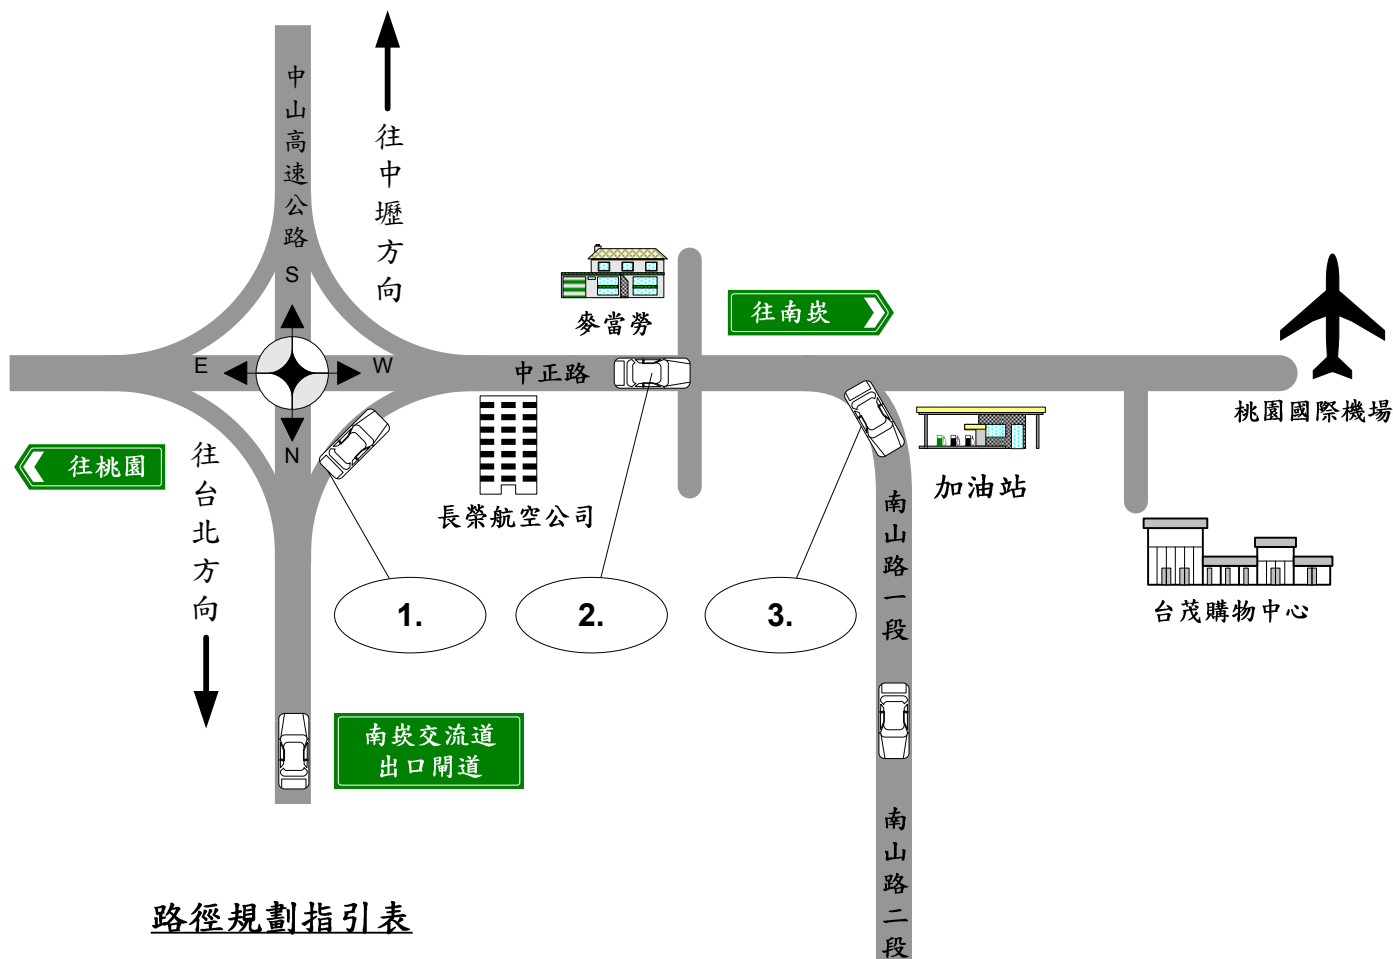 中山高速公路
往中壢方向
S
E
W
N
麥當勞
往南崁
中正路
桃園國際機場
往桃園
往台北方向
長榮航空公司
加油站
南山路一段
1.
2.
3.
台茂購物中心
南崁交流道
出口閘道
南山路二段
路徑規劃指引表